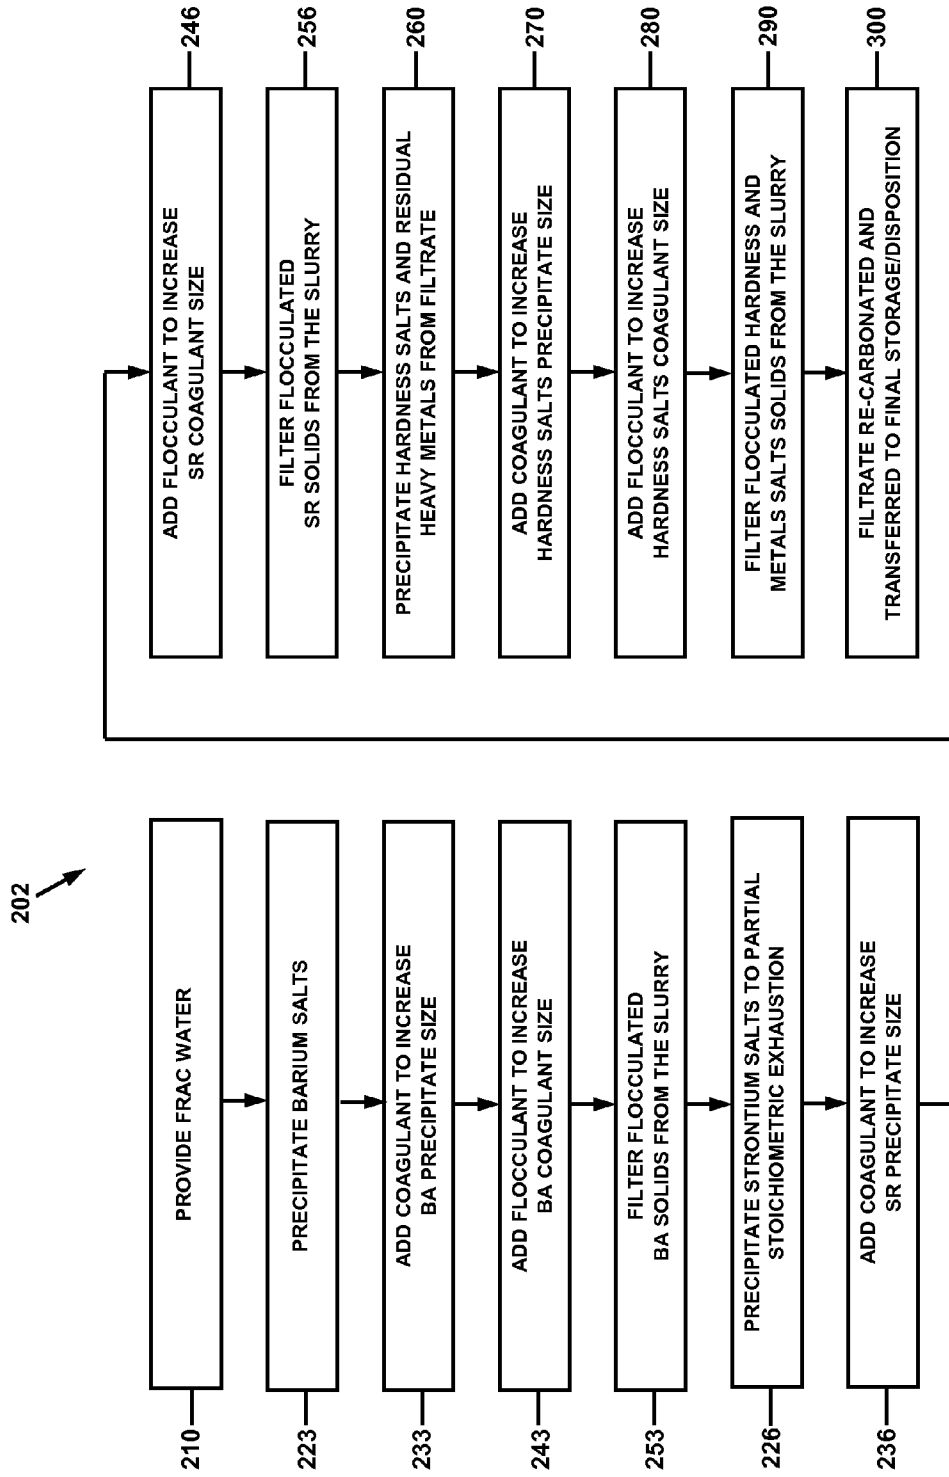 202
210
PROVIDE FRAC WATER
223
PRECIPITATE BARIUM SALTS
233
ADD COAGULANT TO INCREASE
BA PRECIPITATE SIZE
243
ADD FLOCCULANT TO INCREASE
BA COAGULANT SIZE
253
FILTER FLOCCULATED
BA SOLIDS FROM THE SLURRY
226
PRECIPITATE STRONTIUM SALTS TO PARTIAL
STOICHIOMETRIC EXHAUSTION
236
ADD COAGULANT TO INCREASE
SR PRECIPITATE SIZE
ADD FLOCCULANT TO INCREASE
SR COAGULANT SIZE
246
FILTER FLOCCULATED
SR SOLIDS FROM THE SLURRY
256
PRECIPITATE HARDNESS SALTS AND RESIDUAL
HEAVY METALS FROM FILTRATE
260
ADD COAGULANT TO INCREASE
HARDNESS SALTS PRECIPITATE SIZE
270
ADD FLOCCULANT TO INCREASE
HARDNESS SALTS COAGULANT SIZE
280
FILTER FLOCCULATED HARDNESS AND
METALS SALTS SOLIDS FROM THE SLURRY
290
FILTRATE RE-CARBONATED AND
TRANSFERRED TO FINAL STORAGE/DISPOSITION
300